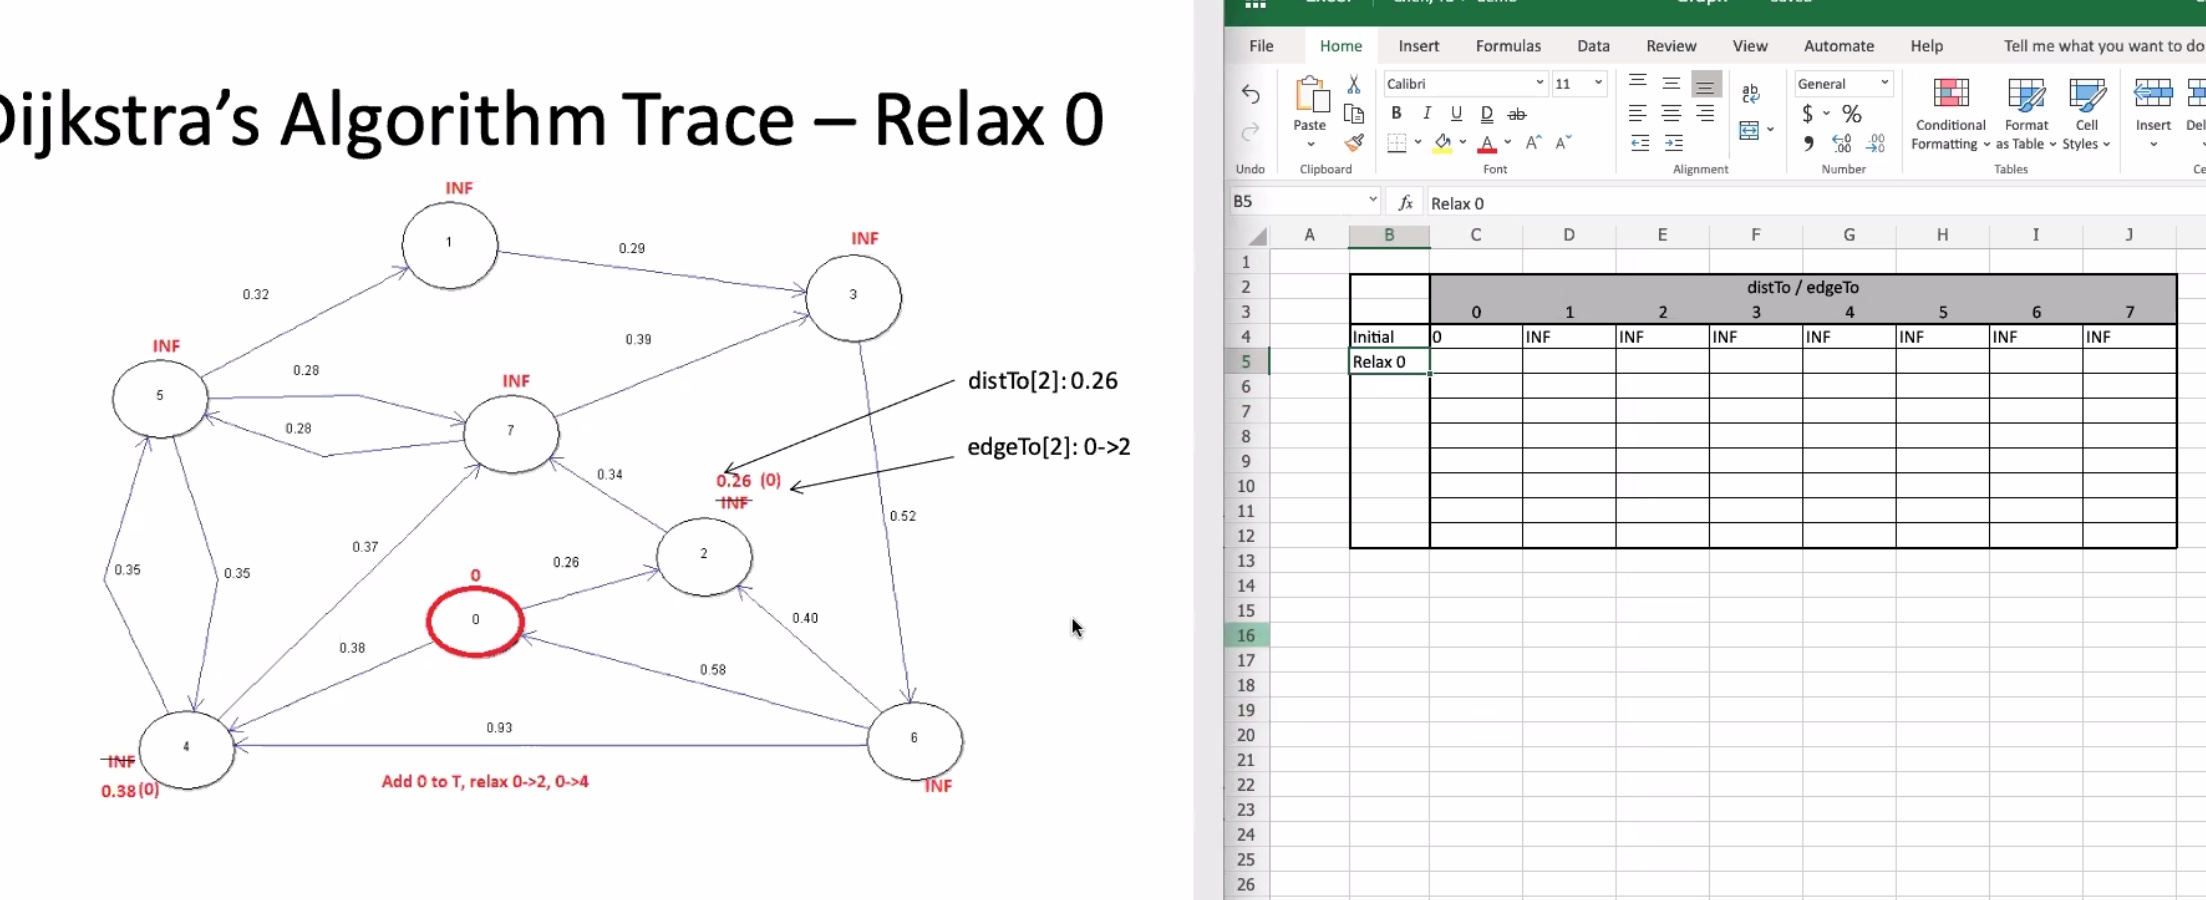 Dijkstra's Algorithm Trace – Relax 0
INF
1
0.29
INF
3
0.32
0.39
INF
5
0.28
INF
7
0.28
distTo[2]: 0.26
edgeTo[2]: 0->2
0.34
0.26 (0)
INF
0.52
2
0.37
0.26
0.35
0.35
0
0
0.40
0.38
0.58
0.93
4
6
INF
0.38(0)
Add 0 to T, relax 0->2, 0->4
INF
File Home Insert Formulas Data Review View Automate Help Tell me what you want to do
Calibri 11 General
Paste B I U D ab ab c $ % Conditional Formatting Format as Table Cell Styles Insert
A A A .00 .00
Undo Clipboard Font Alignment Number Tables
B5 fx Relax 0
A B C D E F G H I J
1
2 distTo / edgeTo
3 0 1 2 3 4 5 6 7
4 Initial 0 INF INF INF INF INF INF INF
5 Relax 0
6
7
8
9
10
11
12
13
14
15
16
17
18
19
20
21
22
23
24
25
26